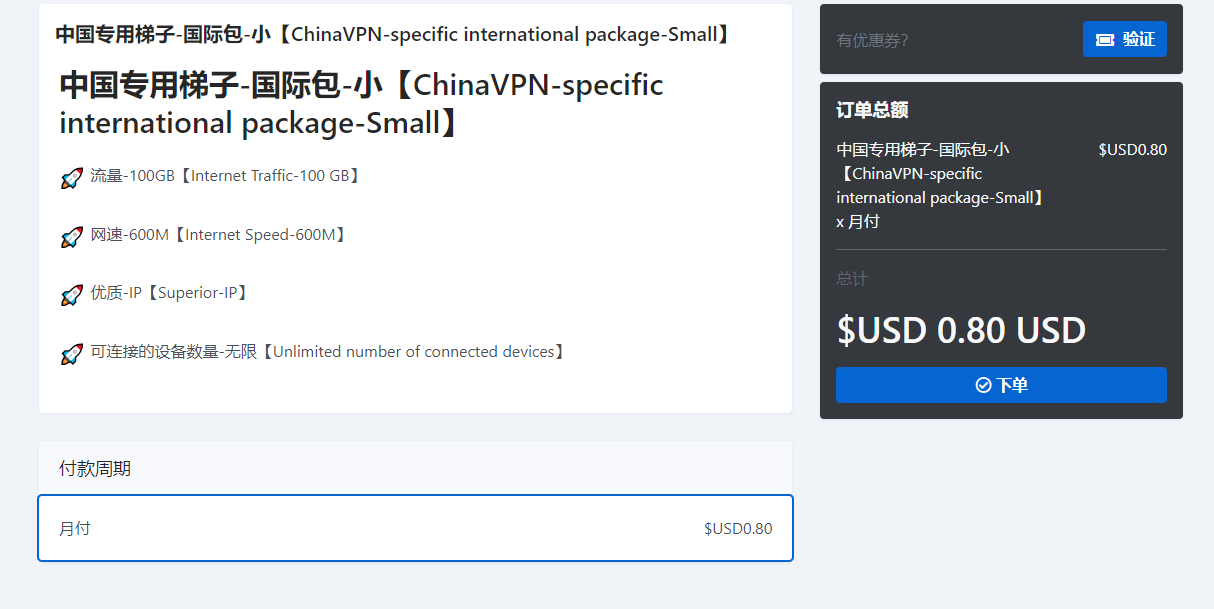 中国专用梯子-国际包-小【ChinaVPN-specific international package-Small】
中国专用梯子-国际包-小【ChinaVPN-specific
international package-Small】
流量-100GB【Internet Traffic-100 GB】
网速-600M【Internet Speed-600M】
优质-IP【Superior-IP】
可连接的设备数量-无限【Unlimited number of connected devices】
付款周期
月付 $USD0.80
有优惠券?
验证
订单总额
中国专用梯子-国际包-小 $USD0.80
【ChinaVPN-specific
international package-Small】
x 月付
总计
$USD 0.80 USD
下单